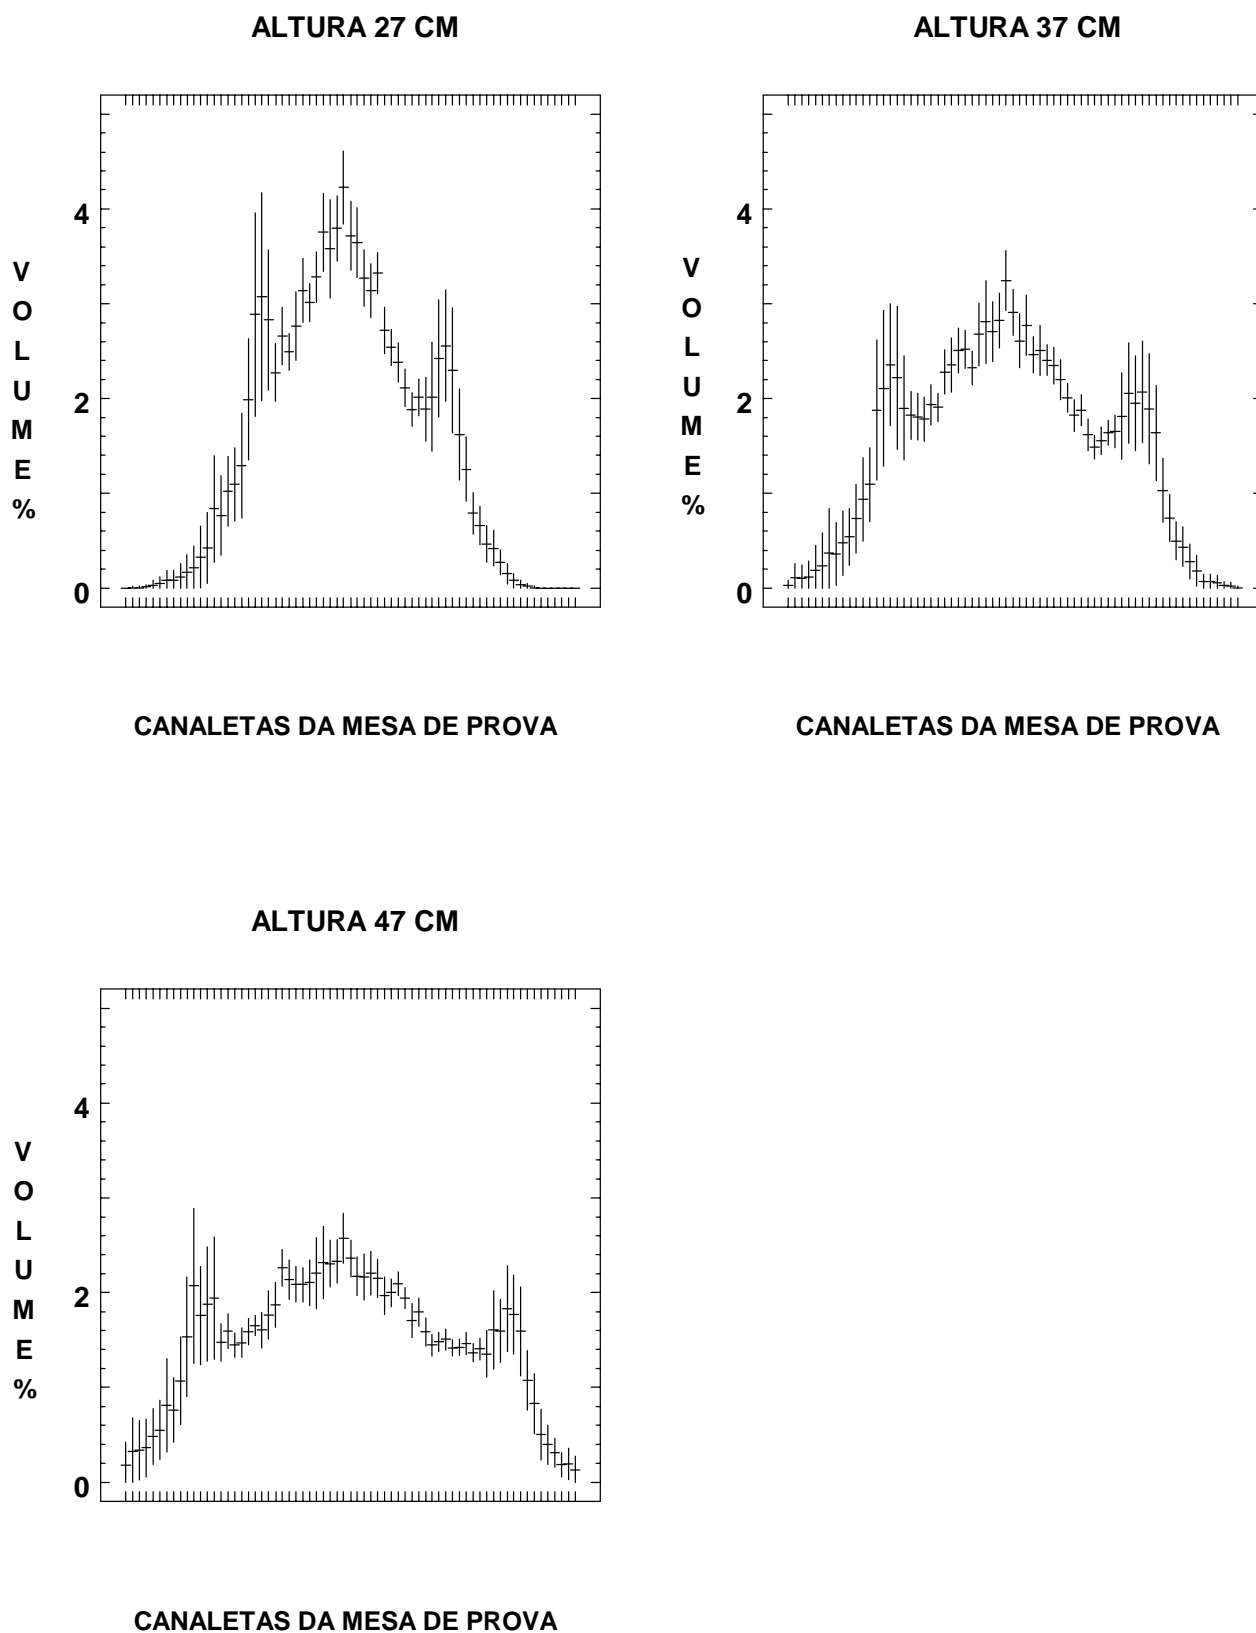 ALTURA 27 CM
4
2
0
V
O
L
U
M
E
%
CANALETAS DA MESA DE PROVA
ALTURA 37 CM
4
2
0
V
O
L
U
M
E
%
CANALETAS DA MESA DE PROVA
ALTURA 47 CM
4
2
0
V
O
L
U
M
E
%
CANALETAS DA MESA DE PROVA